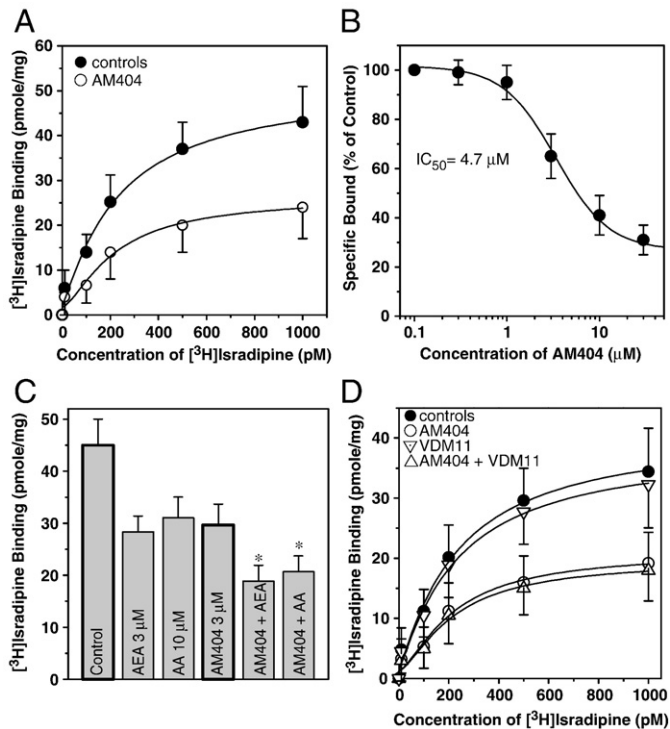 A
[³H]Isradipine Binding (pmole/mg)
60
50
40
30
20
10
0
controls
AM404
0 200 400 600 800 1000
Concentration of [³H]Isradipine (pM)
B
Specific Bound (% of Control)
120
100
80
60
40
20
0
IC₅₀= 4.7 μM
0.1 1 10
Concentration of AM404 (μM)
C
[³H]Isradipine Binding (pmole/mg)
50
40
30
20
10
0
Control
AEA 3 μM
AA 10 μM
AM404 3 μM
AM404 + AEA
AM404 + AA
*
*
D
[³H]Isradipine Binding (pmole/mg)
50
40
30
20
10
0
controls
AM404
VDM11
AM404 + VDM11
0 200 400 600 800 1000
Concentration of [³H]Isradipine (pM)